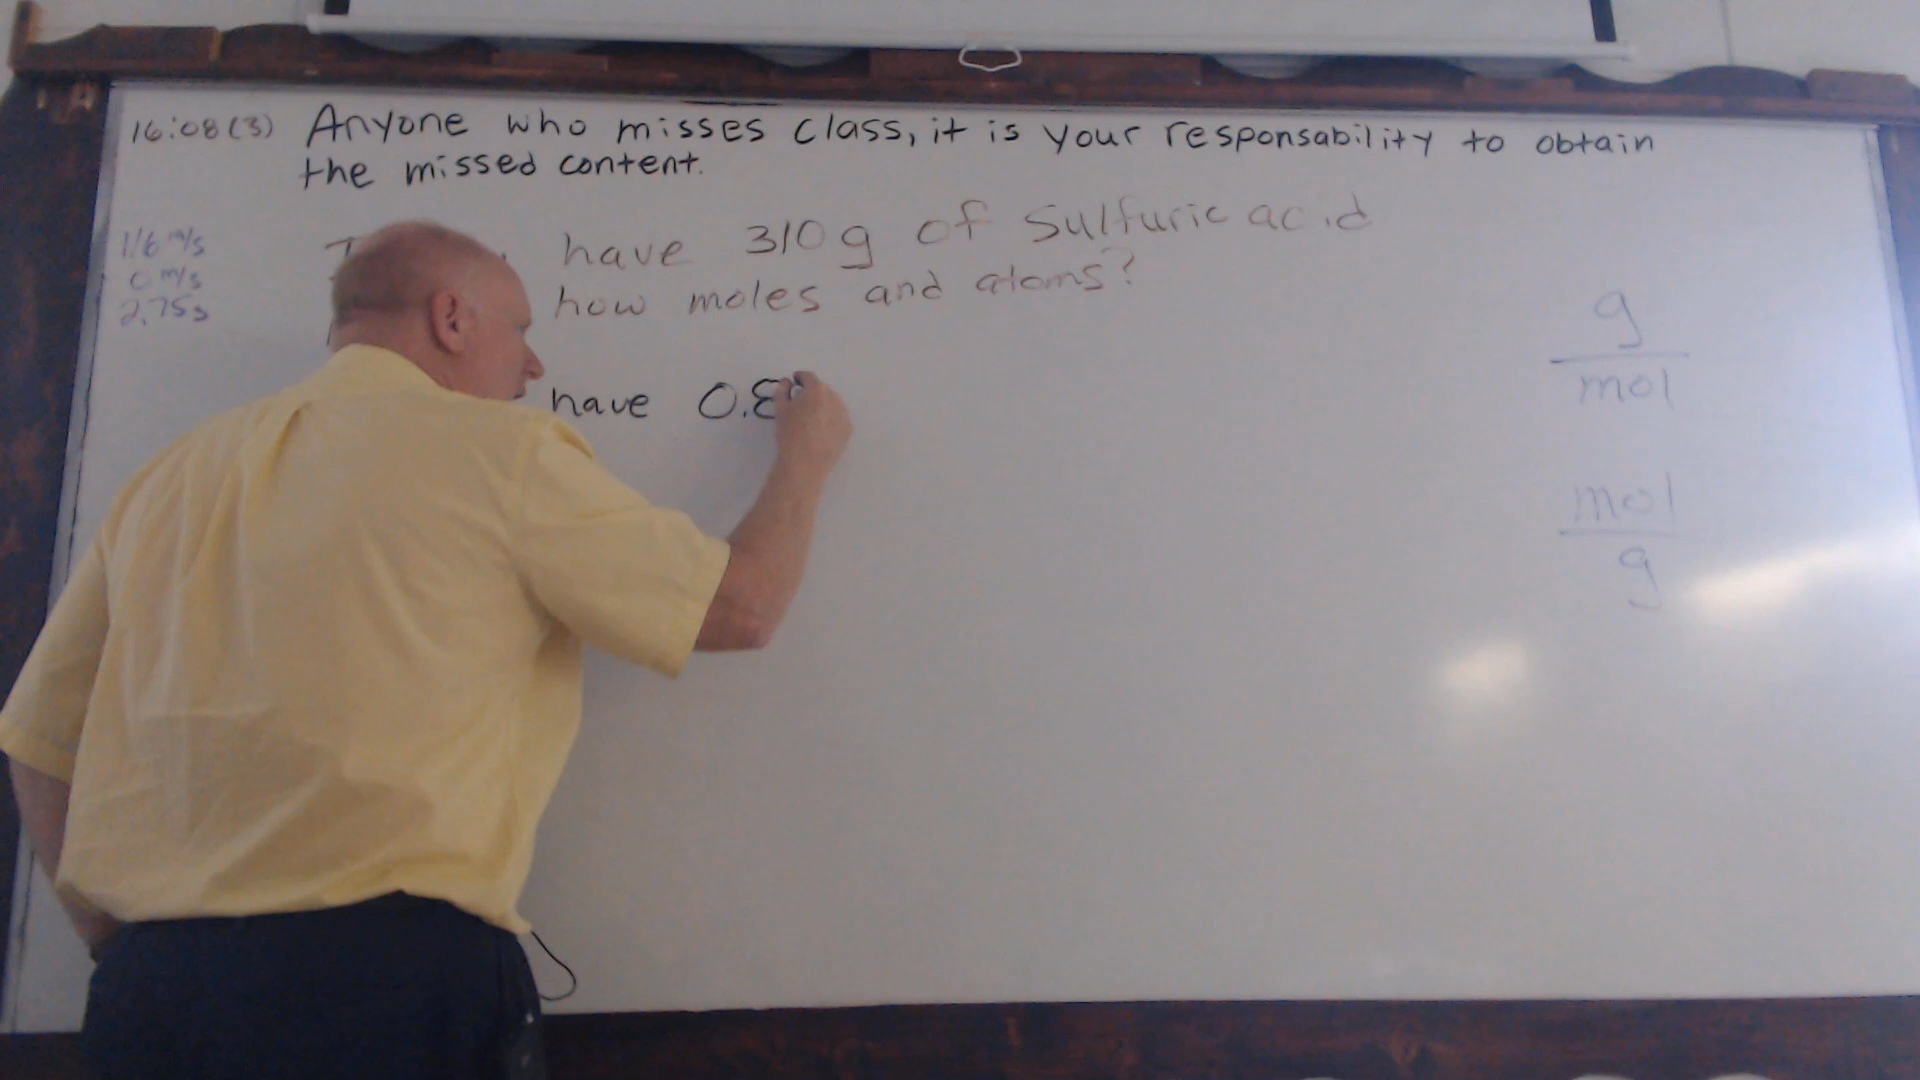 16:08(3) Anyone who misses class, it is your responsability to obtain
the missed content.
1.6 m/s
0 m/s
2.75s
have 310g of Sulfuric acid
how moles and atoms?
have 0.8
g
mol
mol
g